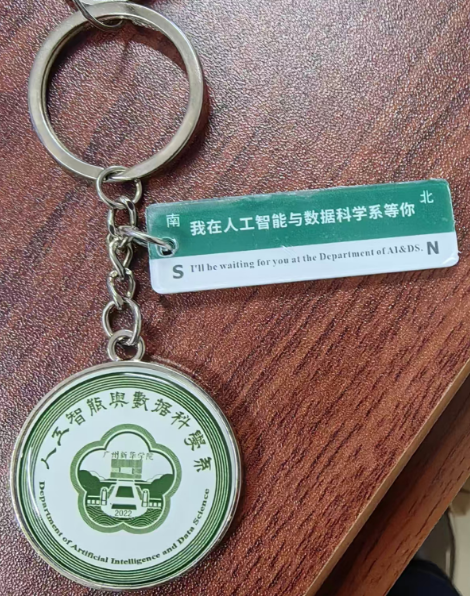 南
北
我在人工智能与数据科学系等你
S
I'll be waiting for you at the Department of AI&DS.
N
人工智能與數据科學系
广州新华学院
2022
Department of Artificial Intelligence and Data Science